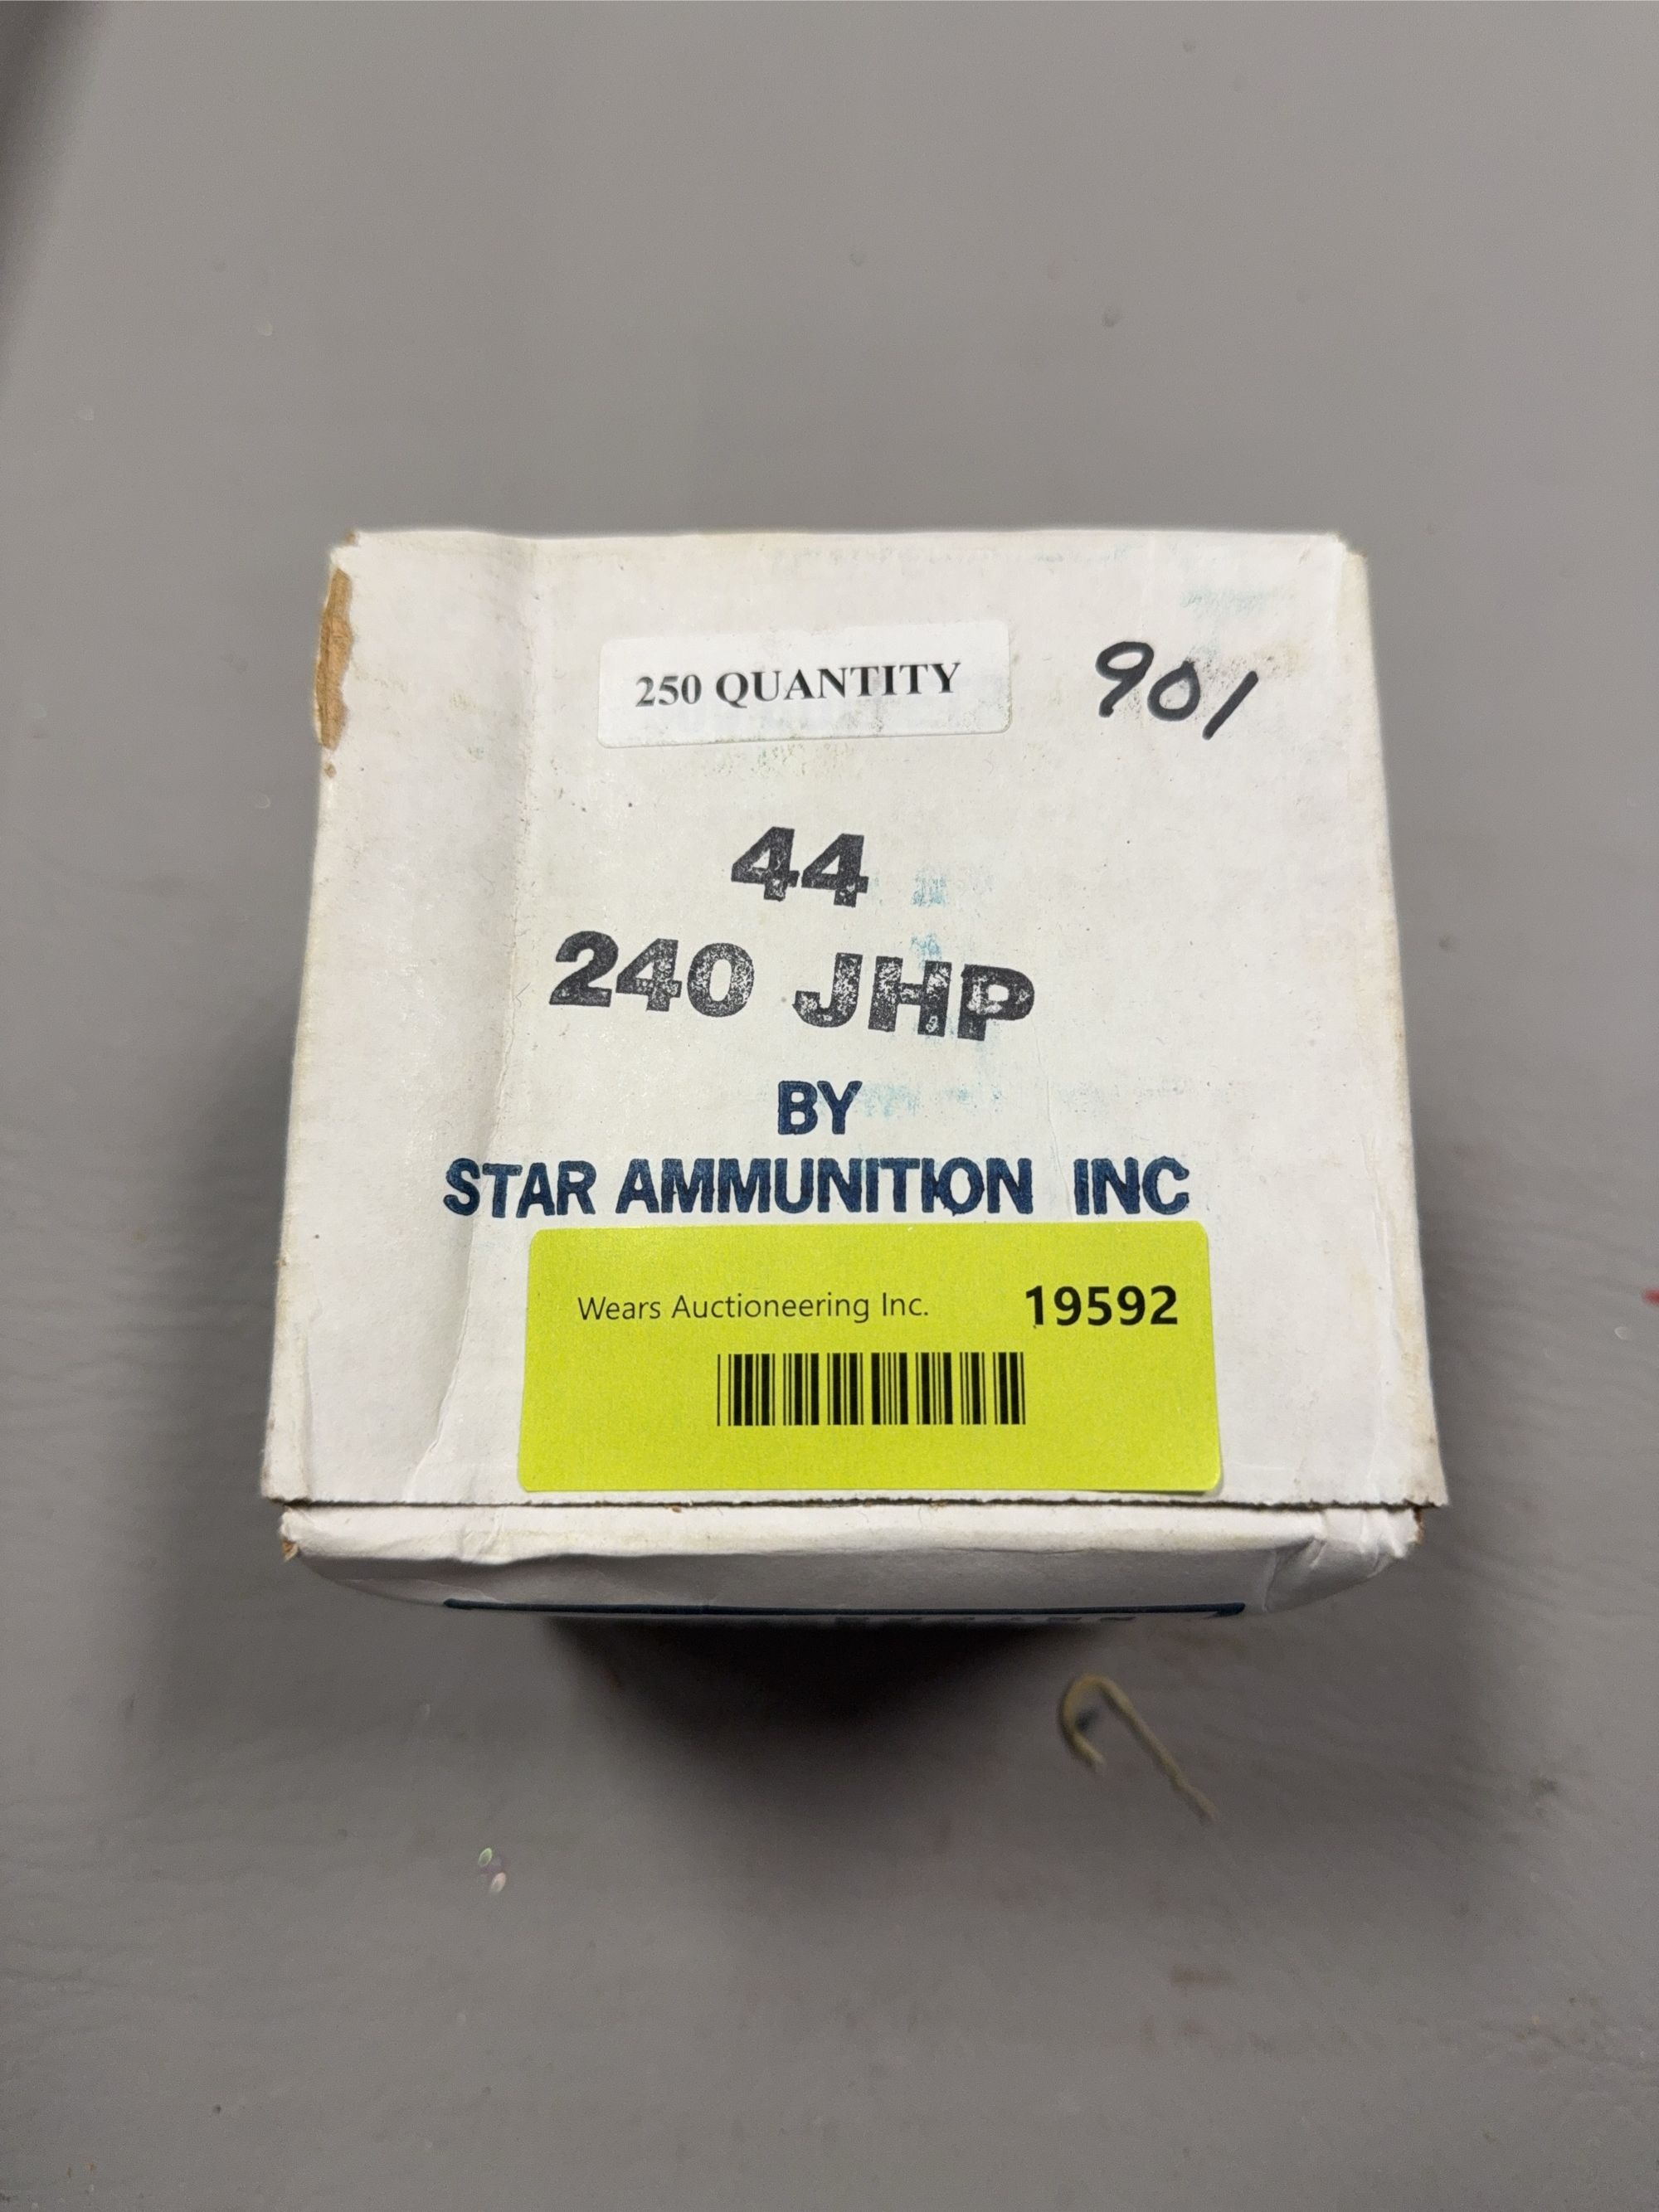 250 QUANTITY
901
44
240 JHP
BY
STAR AMMUNITION INC
Wears Auctioneering Inc. 19592